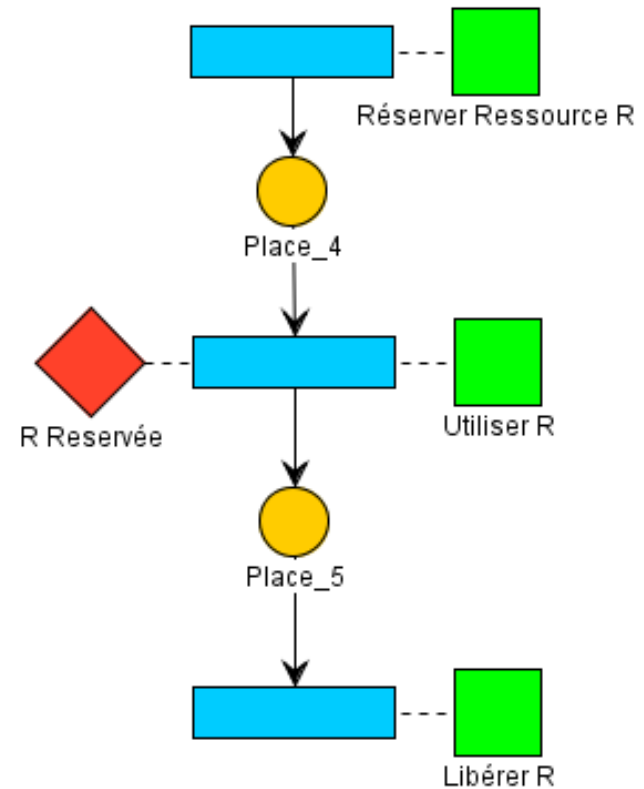 Réserver Ressource R
Place_4
R Reservée
Utiliser R
Place_5
Libérer R